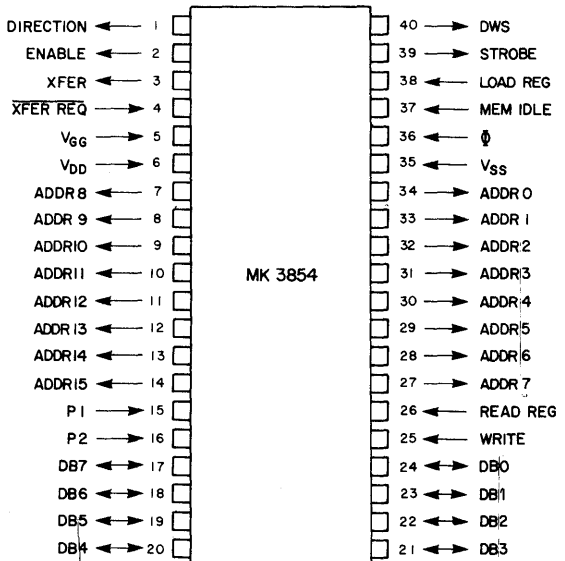 DIRECTION 1 40 DWS
ENABLE 2 39 STROBE
XFER 3 38 LOAD REG
XFER REQ 4 37 MEM IDLE
VGG 5 36 Φ
VDD 6 35 VSS
ADDR8 7 34 ADDR0
ADDR 9 8 33 ADDR 1
ADDR10 9 32 ADDR2
ADDR11 10 31 ADDR3
MK 3854
ADDR12 11 30 ADDR4
ADDR13 12 29 ADDR5
ADDR14 13 28 ADDR6
ADDR15 14 27 ADDR 7
P1 15 26 READ REG
P2 16 25 WRITE
DB7 17 24 DB0
DB6 18 23 DB1
DB5 19 22 DB2
DB4 20 21 DB3